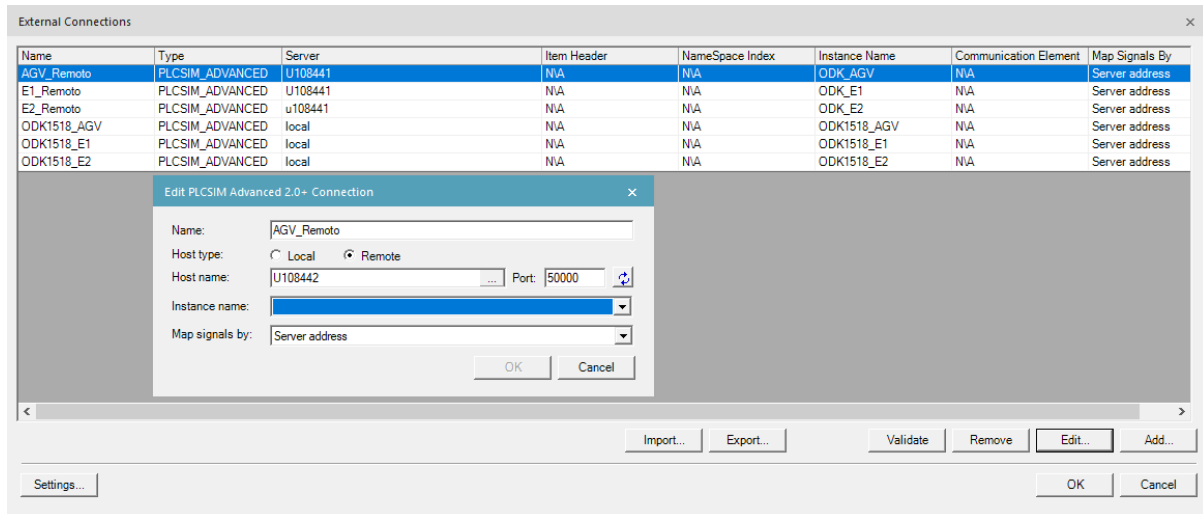 External Connections
Name Type Server Item Header NameSpace Index Instance Name Communication Element Map Signals By
AGV_Remoto PLCSIM_ADVANCED U108441 N\A N\A ODK_AGV N\A Server address
E1_Remoto PLCSIM_ADVANCED U108441 N\A N\A ODK_E1 N\A Server address
E2_Remoto PLCSIM_ADVANCED u108441 N\A N\A ODK_E2 N\A Server address
ODK1518_AGV PLCSIM_ADVANCED local N\A N\A ODK1518_AGV N\A Server address
ODK1518_E1 PLCSIM_ADVANCED local N\A N\A ODK1518_E1 N\A Server address
ODK1518_E2 PLCSIM_ADVANCED local N\A N\A ODK1518_E2 N\A Server address
Edit PLCSIM Advanced 2.0+ Connection
Name: AGV_Remoto
Host type: Local Remote
Host name: U108442 ... Port: 50000
Instance name:
Map signals by: Server address
OK Cancel
Import... Export... Validate Remove Edit... Add...
Settings... OK Cancel